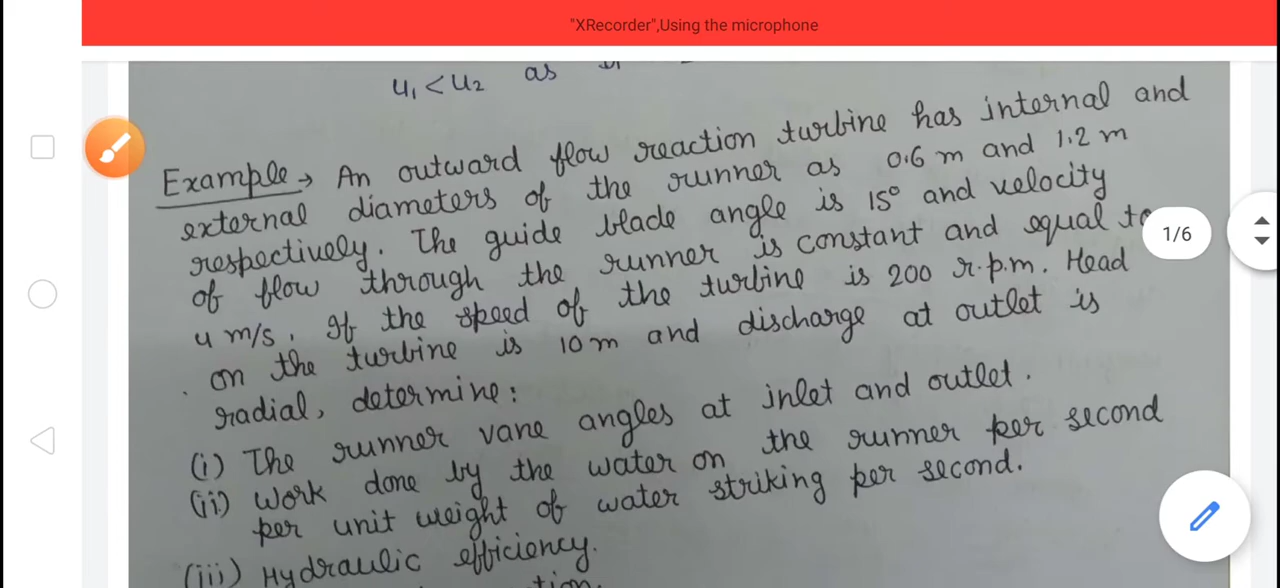 "XRecorder",Using the microphone
u₁ < u₂ as
Example → An outward flow reaction turbine has internal and
external diameters of the runner as 0.6 m and 1.2 m
respectively. The guide blade angle is 15° and velocity
of flow through the runner is constant and equal to
4 m/s. If the speed of the turbine is 200 r.p.m. Head
on the turbine is 10 m and discharge at outlet is
radial, determine:
(i) The runner vane angles at inlet and outlet.
(ii) Work done by the water on the runner per second
per unit weight of water striking per second.
(iii) Hydraulic efficiency.
1/6